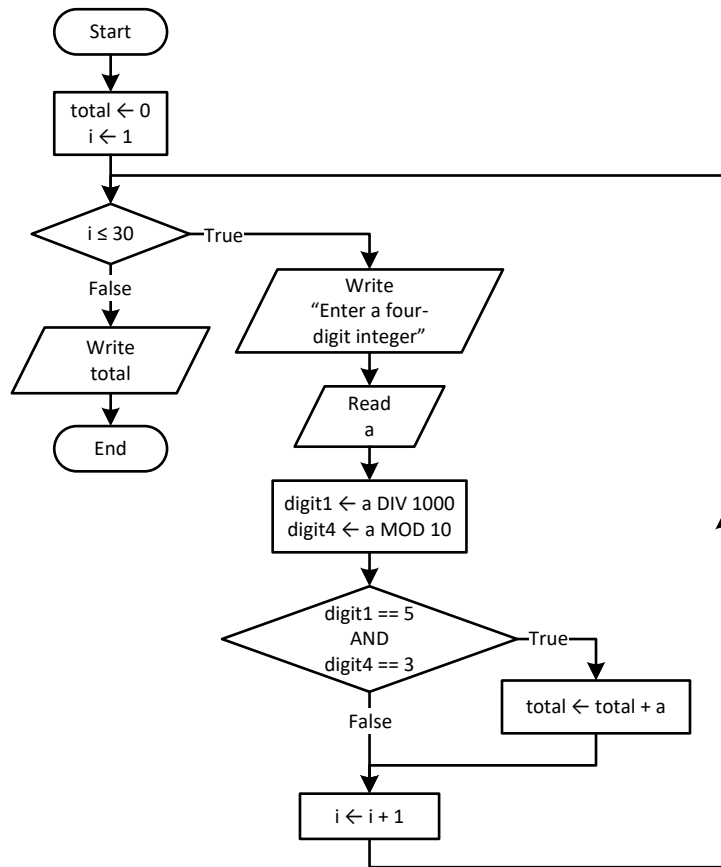 Start
total ← 0
i ← 1
i ≤ 30
True
False
Write
“Enter a four-
digit integer”
Write
total
Read
a
End
digit1 ← a DIV 1000
digit4 ← a MOD 10
digit1 == 5
AND
digit4 == 3
True
False
total ← total + a
i ← i + 1